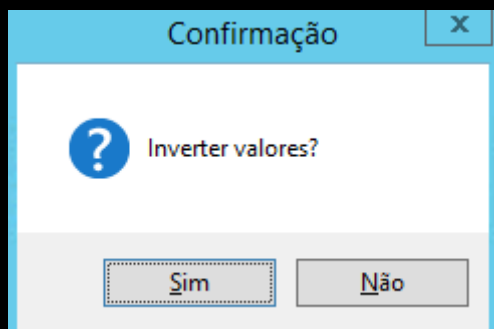 Confirmação
x
?
Inverter valores?
Sim
Não